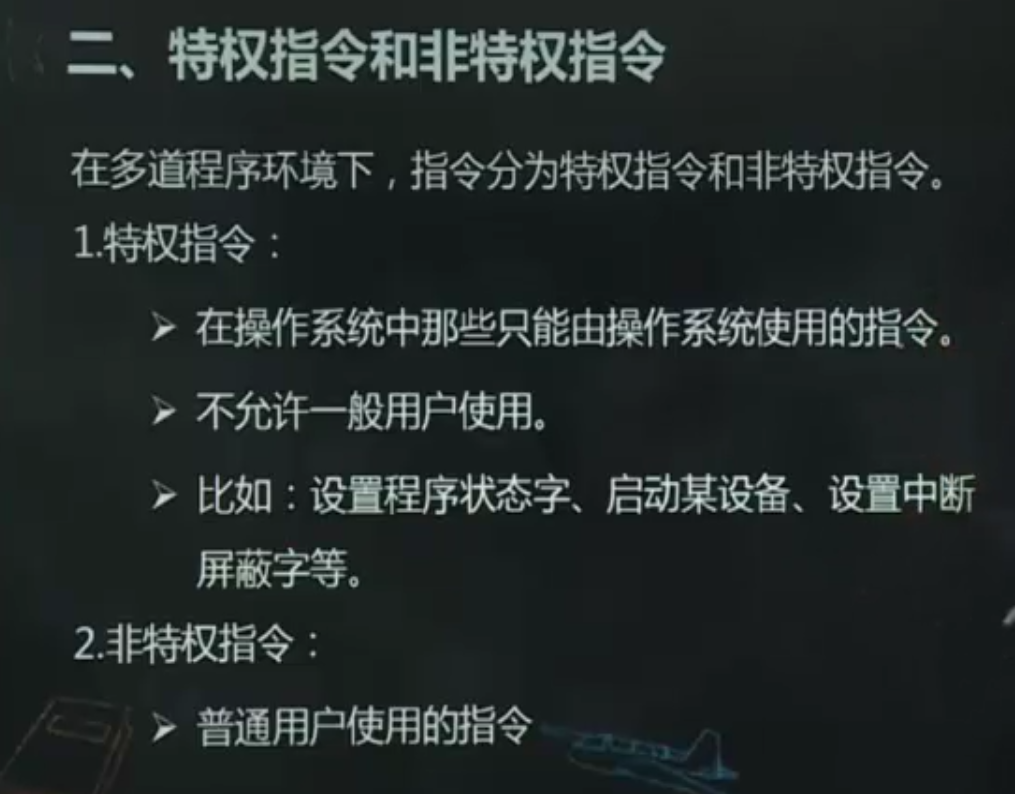 二、特权指令和非特权指令
在多道程序环境下，指令分为特权指令和非特权指令。
1.特权指令：
➢ 在操作系统中那些只能由操作系统使用的指令。
➢ 不允许一般用户使用。
➢ 比如：设置程序状态字、启动某设备、设置中断
屏蔽字等。
2.非特权指令：
➢ 普通用户使用的指令